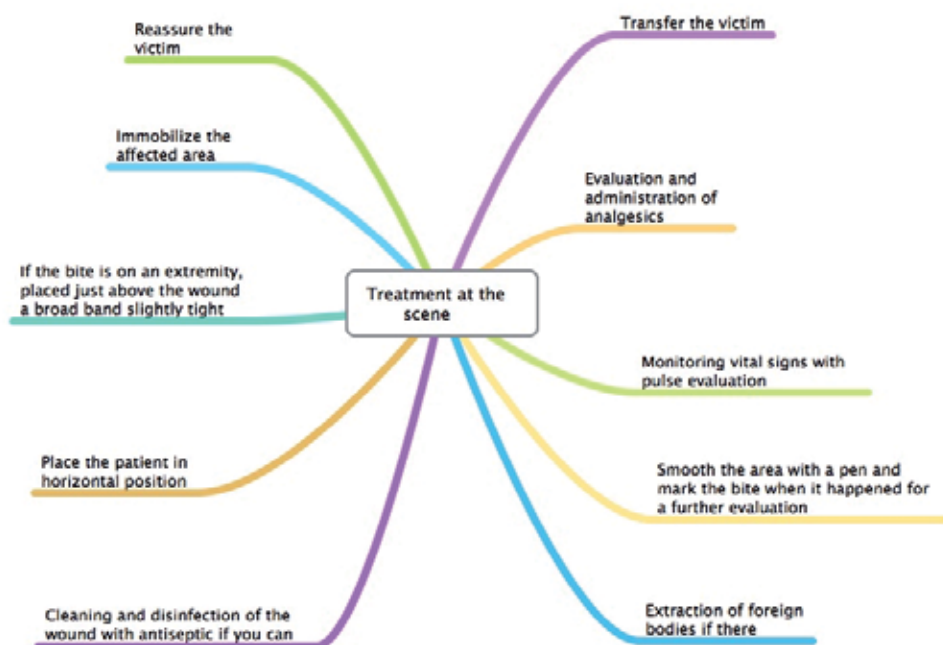 Reassure the
victim
Transfer the victim
Immobilize the
affected area
Evaluation and
administration of
analgesics
If the bite is on an extremity,
placed just above the wound
a broad band slightly tight
Treatment at the
scene
Monitoring vital signs with
pulse evaluation
Place the patient in
horizontal position
Smooth the area with a pen and
mark the bite when it happened for
a further evaluation
Cleaning and disinfection of the
wound with antiseptic if you can
Extraction of foreign
bodies if there